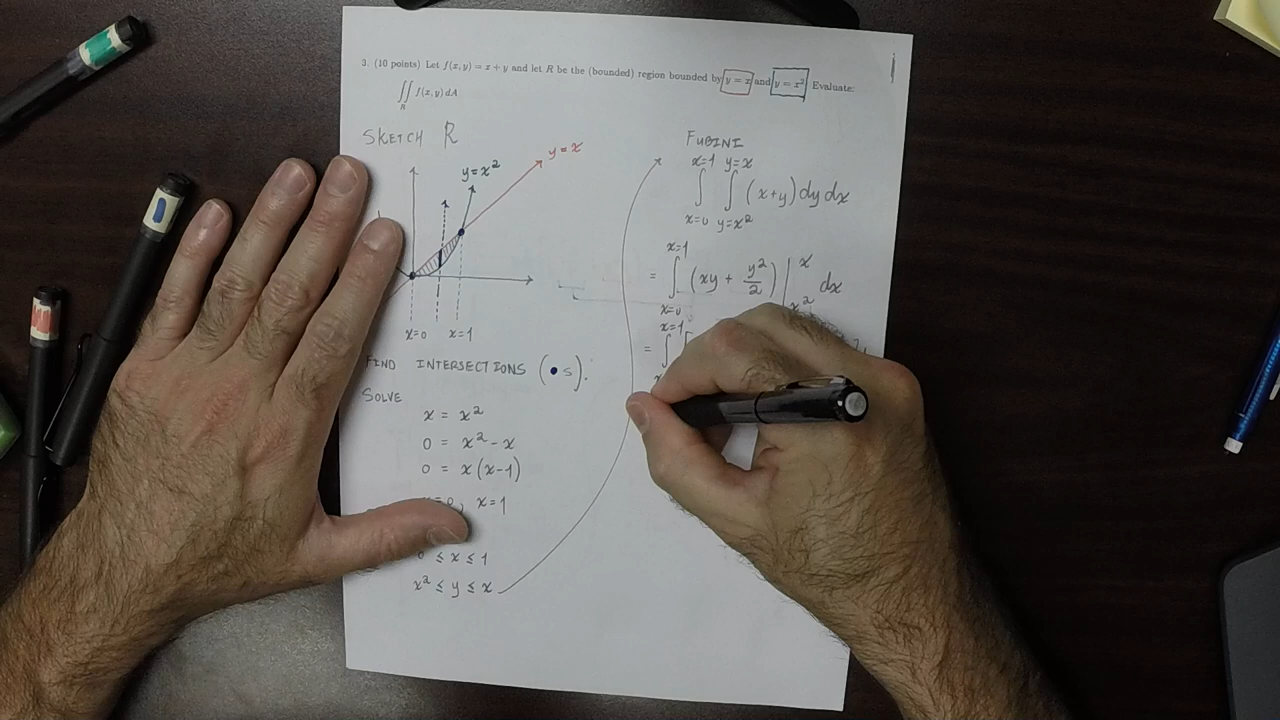 3. (10 points) Let f(x, y) = x + y and let R be the (bounded) region bounded by y = x and y = x² Evaluate:
∬_R f(x, y) dA
SKETCH R
y = x²
y = x
x=0 x=1
FIND INTERSECTIONS (• s):
SOLVE
x = x²
0 = x² - x
0 = x(x-1)
=0, x=1
0 ≤ x ≤ 1
x² ≤ y ≤ x
FUBINI
x=1 y=x
∫ ∫ (x+y) dy dx
x=0 y=x²
x=1
= ∫ (xy + y²/2) | x x² dx
x=0
x=1
= ∫ [